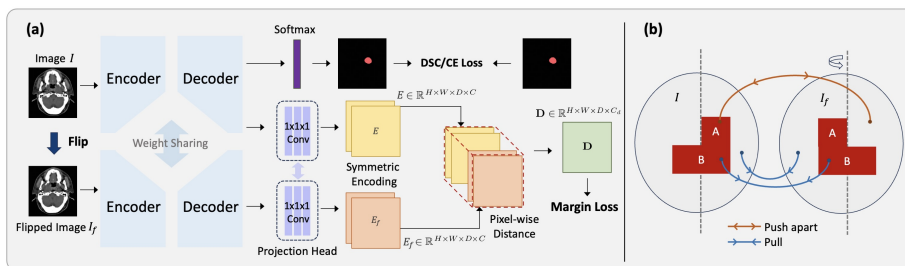 (a)
Softmax
Image I
Encoder
Decoder
DSC/CE Loss
E ∈ ℝ^{H×W×D×C}
D ∈ ℝ^{H×W×D×C_d}
Flip
Weight Sharing
1x1x1
Conv
E
Symmetric
Encoding
D
Encoder
Decoder
1x1x1
Conv
E_f
Pixel-wise
Distance
Margin Loss
Flipped Image I_f
Projection Head
E_f ∈ ℝ^{H×W×D×C}
(b)
I
I_f
A
B
A
B
Push apart
Pull